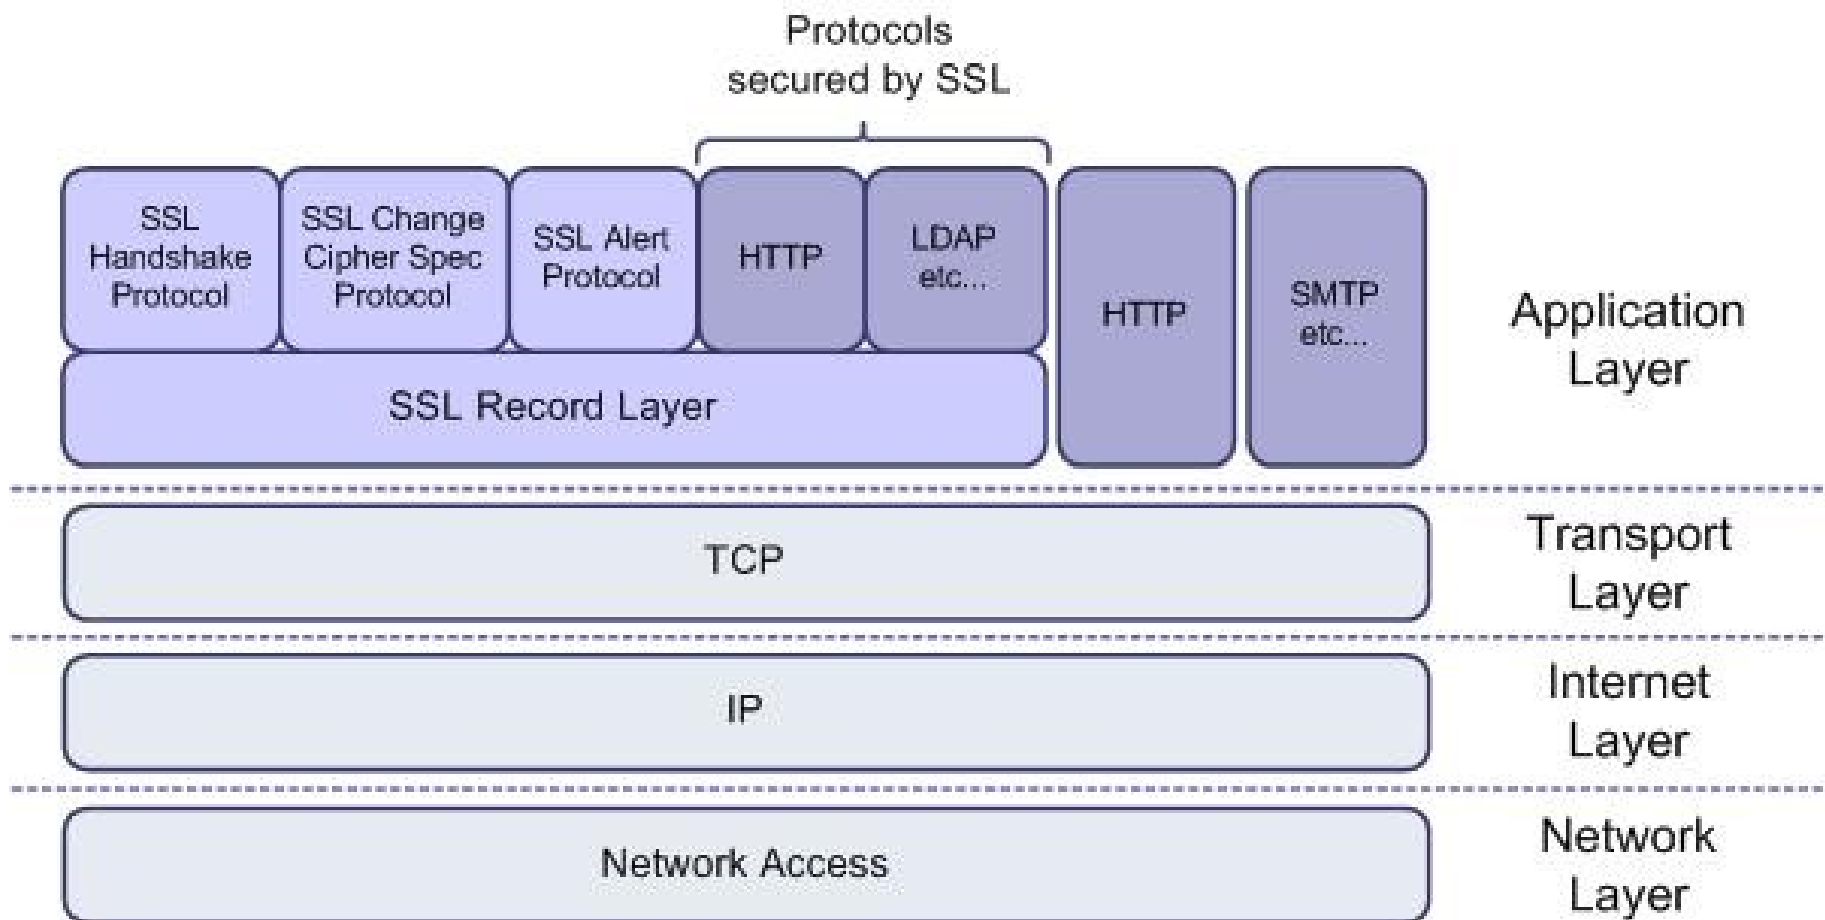 Protocols
secured by SSL
SSL
Handshake
Protocol
SSL Change
Cipher Spec
Protocol
SSL Alert
Protocol
HTTP
LDAP
etc...
HTTP
SMTP
etc...
SSL Record Layer
Application
Layer
TCP
Transport
Layer
IP
Internet
Layer
Network Access
Network
Layer